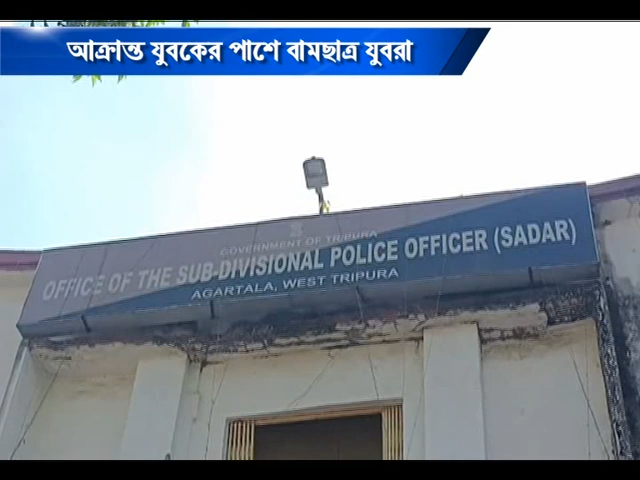 আক্রান্ত যুবকের পাশে বামছাত্র যুবরা
GOVERNMENT OF TRIPURA
OFFICE OF THE SUB-DIVISIONAL POLICE OFFICER (SADAR)
AGARTALA, WEST TRIPURA